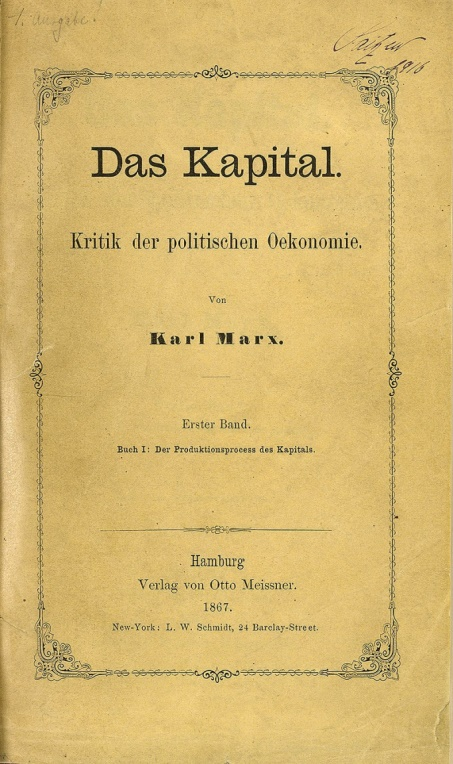 1. Ausgabe!
1916
Das Kapital.
Kritik der politischen Oekonomie.
Von
Karl Marx.
Erster Band.
Buch I: Der Produktionsprocess des Kapitals.
Hamburg
Verlag von Otto Meissner.
1867.
New-York: L. W. Schmidt, 24 Barclay-Street.